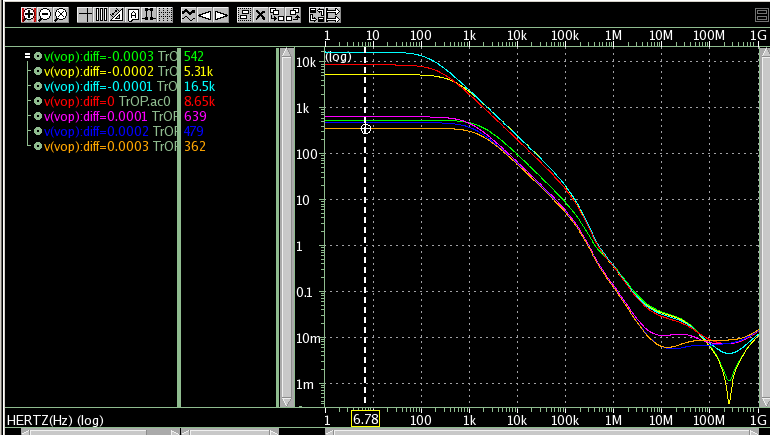 1 10 100 1k 10k 100k 1M 10M 100M 1G
(log)
v(vop):diff=-0.0003 TrO 542
v(vop):diff=-0.0002 TrO 5.31k
v(vop):diff=-0.0001 TrO 16.5k
v(vop):diff=0 TrOP.ac0 8.65k
v(vop):diff=0.0001 TrOP 639
v(vop):diff=0.0002 TrOP 479
v(vop):diff=0.0003 TrOP 362
10k
1k
100
10
1
0.1
10m
1m
HERTZ(Hz) (log)
1 6.78 100 1k 10k 100k 1M 10M 100M 1G